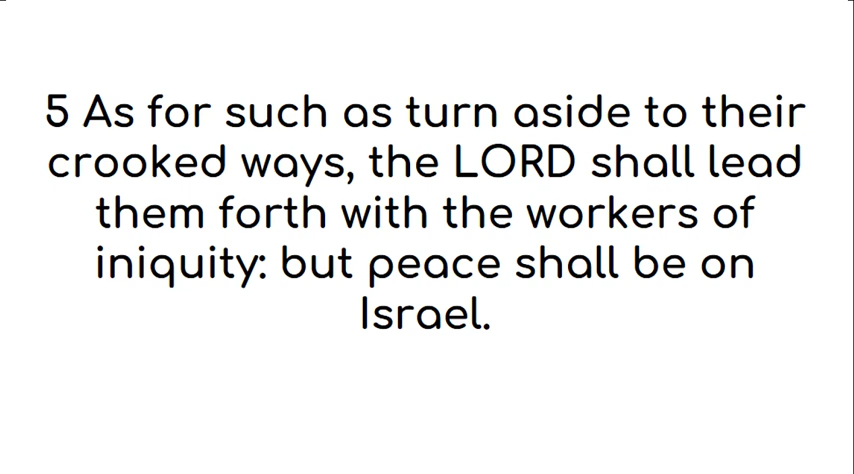 5 As for such as turn aside to their
crooked ways, the LORD shall lead
them forth with the workers of
iniquity: but peace shall be on
Israel.